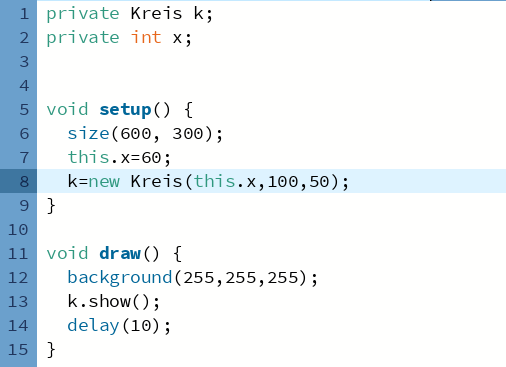 1 private Kreis k;
2 private int x;
3
4
5 void setup() {
6 size(600, 300);
7 this.x=60;
8 k=new Kreis(this.x,100,50);
9 }
10
11 void draw() {
12 background(255,255,255);
13 k.show();
14 delay(10);
15 }